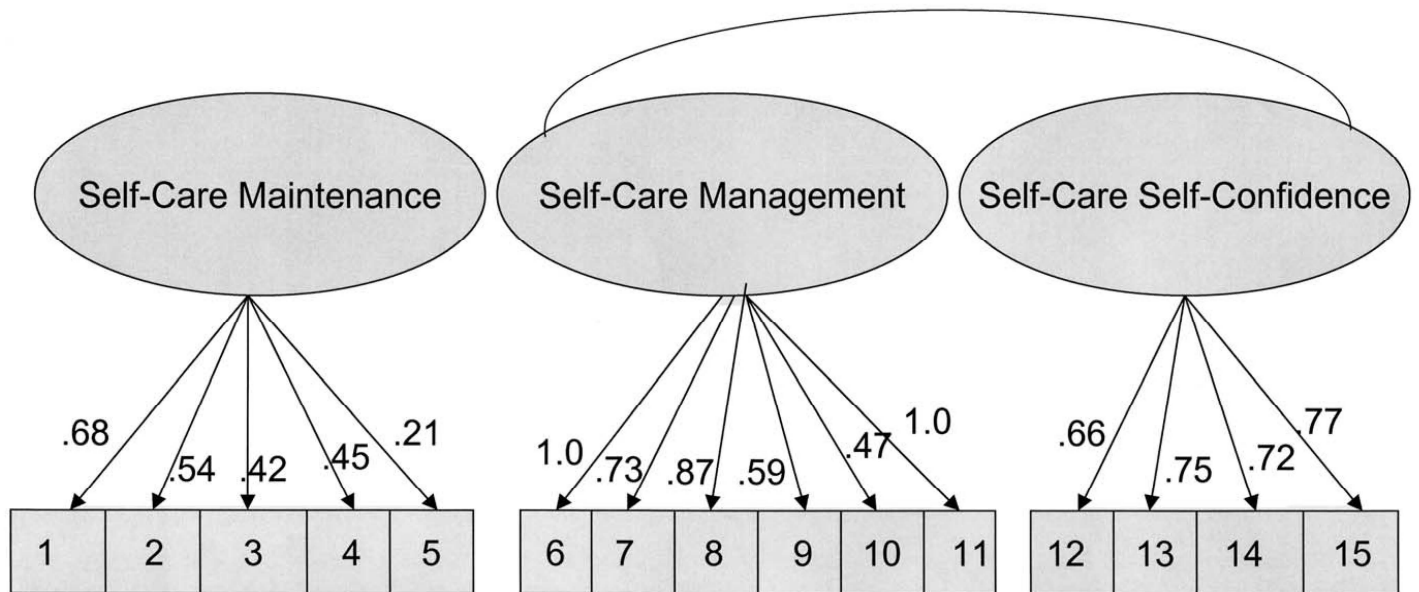 Self-Care Maintenance Self-Care Management Self-Care Self-Confidence
.68 .54 .42 .45 .21 1.0 .73 .87 .59 .47 1.0 .66 .75 .72 .77
1 2 3 4 5 6 7 8 9 10 11 12 13 14 15